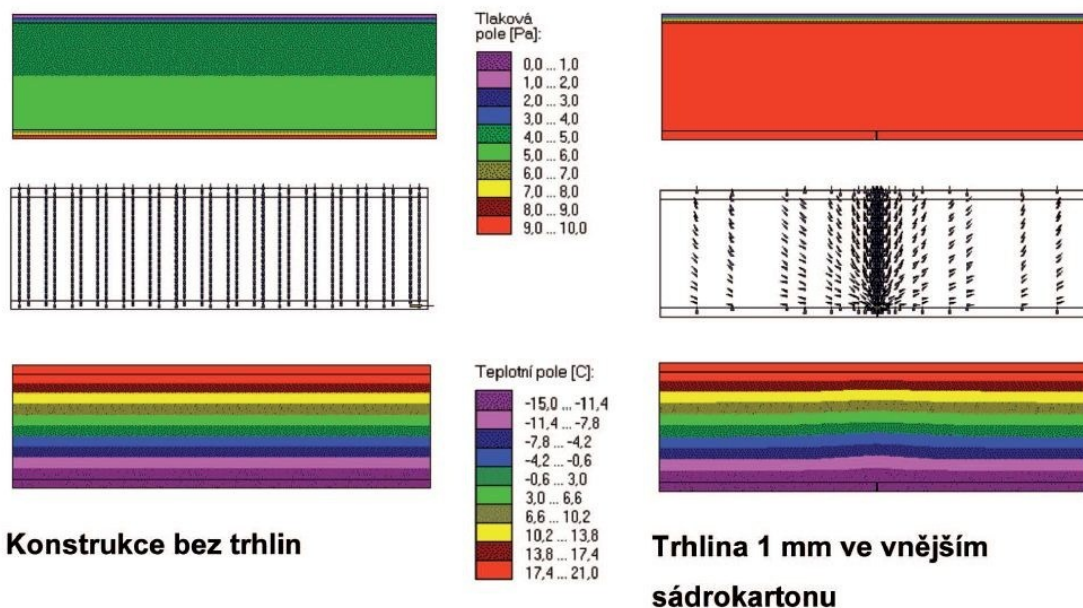 Tlaková
pole [Pa]:
0,0 ... 1,0
1,0 ... 2,0
2,0 ... 3,0
3,0 ... 4,0
4,0 ... 5,0
5,0 ... 6,0
6,0 ... 7,0
7,0 ... 8,0
8,0 ... 9,0
9,0 ... 10,0
Teplotní pole [C]:
-15,0 ... -11,4
-11,4 ... -7,8
-7,8 ... -4,2
-4,2 ... -0,6
-0,6 ... 3,0
3,0 ... 6,6
6,6 ... 10,2
10,2 ... 13,8
13,8 ... 17,4
17,4 ... 21,0
Konstrukce bez trhlin
Trhlina 1 mm ve vnějším
sádrokartonu